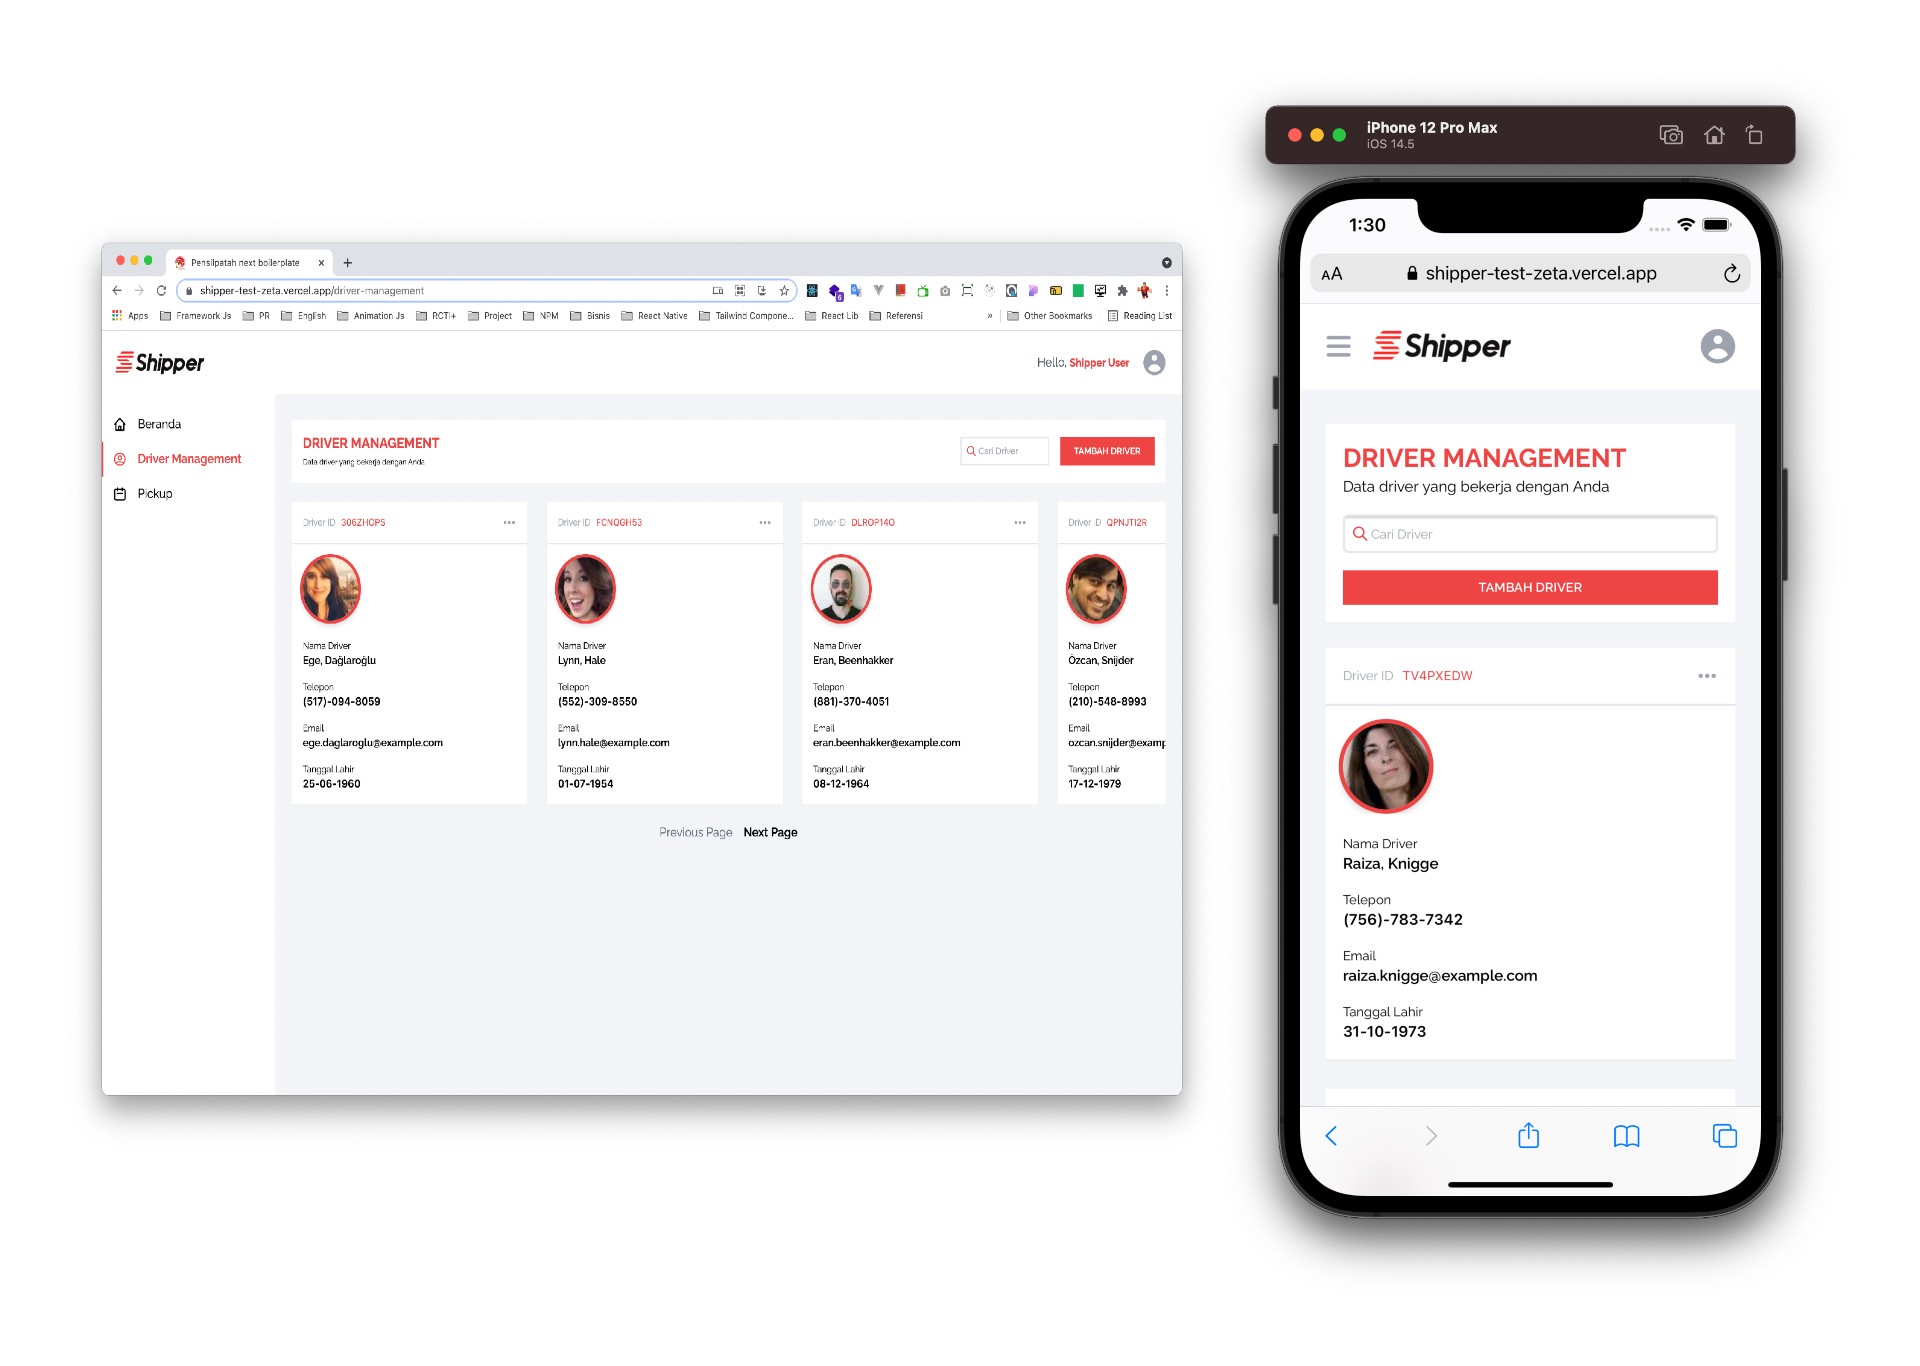 Pensilpatah next boilerplate
shipper-test-zeta.vercel.app/driver-management
Apps Framework Js PR English Animation Js RCTI+ Project NPM Bisnis React Native Tailwind Compone... React Lib Referensi » Other Bookmarks Reading List
Shipper
Hello, Shipper User
Beranda
Driver Management
Pickup
DRIVER MANAGEMENT
Data driver yang bekerja dengan Anda
Cari Driver
TAMBAH DRIVER
Driver ID 306ZHOPS
Nama Driver
Ege, Dağlaroğlu
Telepon
(517)-094-8059
Email
ege.daglaroglu@example.com
Tanggal Lahir
25-06-1960
Driver ID FCNQGH53
Nama Driver
Lynn, Hale
Telepon
(552)-309-8550
Email
lynn.hale@example.com
Tanggal Lahir
01-07-1954
Driver ID DLROP14O
Nama Driver
Eran, Beenhakker
Telepon
(881)-370-4051
Email
eran.beenhakker@example.com
Tanggal Lahir
08-12-1964
Driver ID QPNJTI2R
Nama Driver
Özcan, Snijder
Telepon
(210)-548-8993
Email
ozcan.snijder@examp
Tanggal Lahir
17-12-1979
Previous Page Next Page
iPhone 12 Pro Max
iOS 14.5
1:30
AA shipper-test-zeta.vercel.app
Shipper
DRIVER MANAGEMENT
Data driver yang bekerja dengan Anda
Cari Driver
TAMBAH DRIVER
Driver ID TV4PXEDW
Nama Driver
Raiza, Knigge
Telepon
(756)-783-7342
Email
raiza.knigge@example.com
Tanggal Lahir
31-10-1973